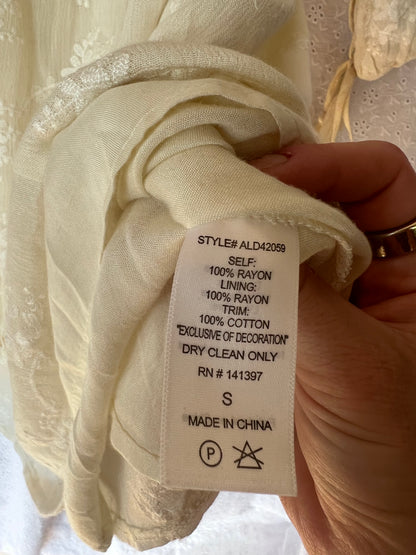 STYLE# ALD42059
SELF:
100% RAYON
LINING:
100% RAYON
TRIM:
100% COTTON
"EXCLUSIVE OF DECORATION"
DRY CLEAN ONLY
RN # 141397
S
MADE IN CHINA
P